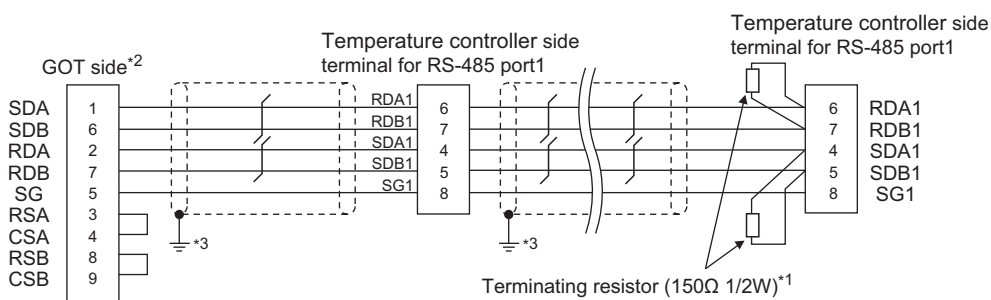 Temperature controller side
terminal for RS-485 port1
Temperature controller side
terminal for RS-485 port1
GOT side*2
SDA 1 RDA1 6 6 RDA1
SDB 6 RDB1 7 7 RDB1
RDA 2 SDA1 4 4 SDA1
RDB 7 SDB1 5 5 SDB1
SG 5 SG1 8 8 SG1
RSA 3
CSA 4
RSB 8
CSB 9
*3 *3
Terminating resistor (150Ω 1/2W)*1